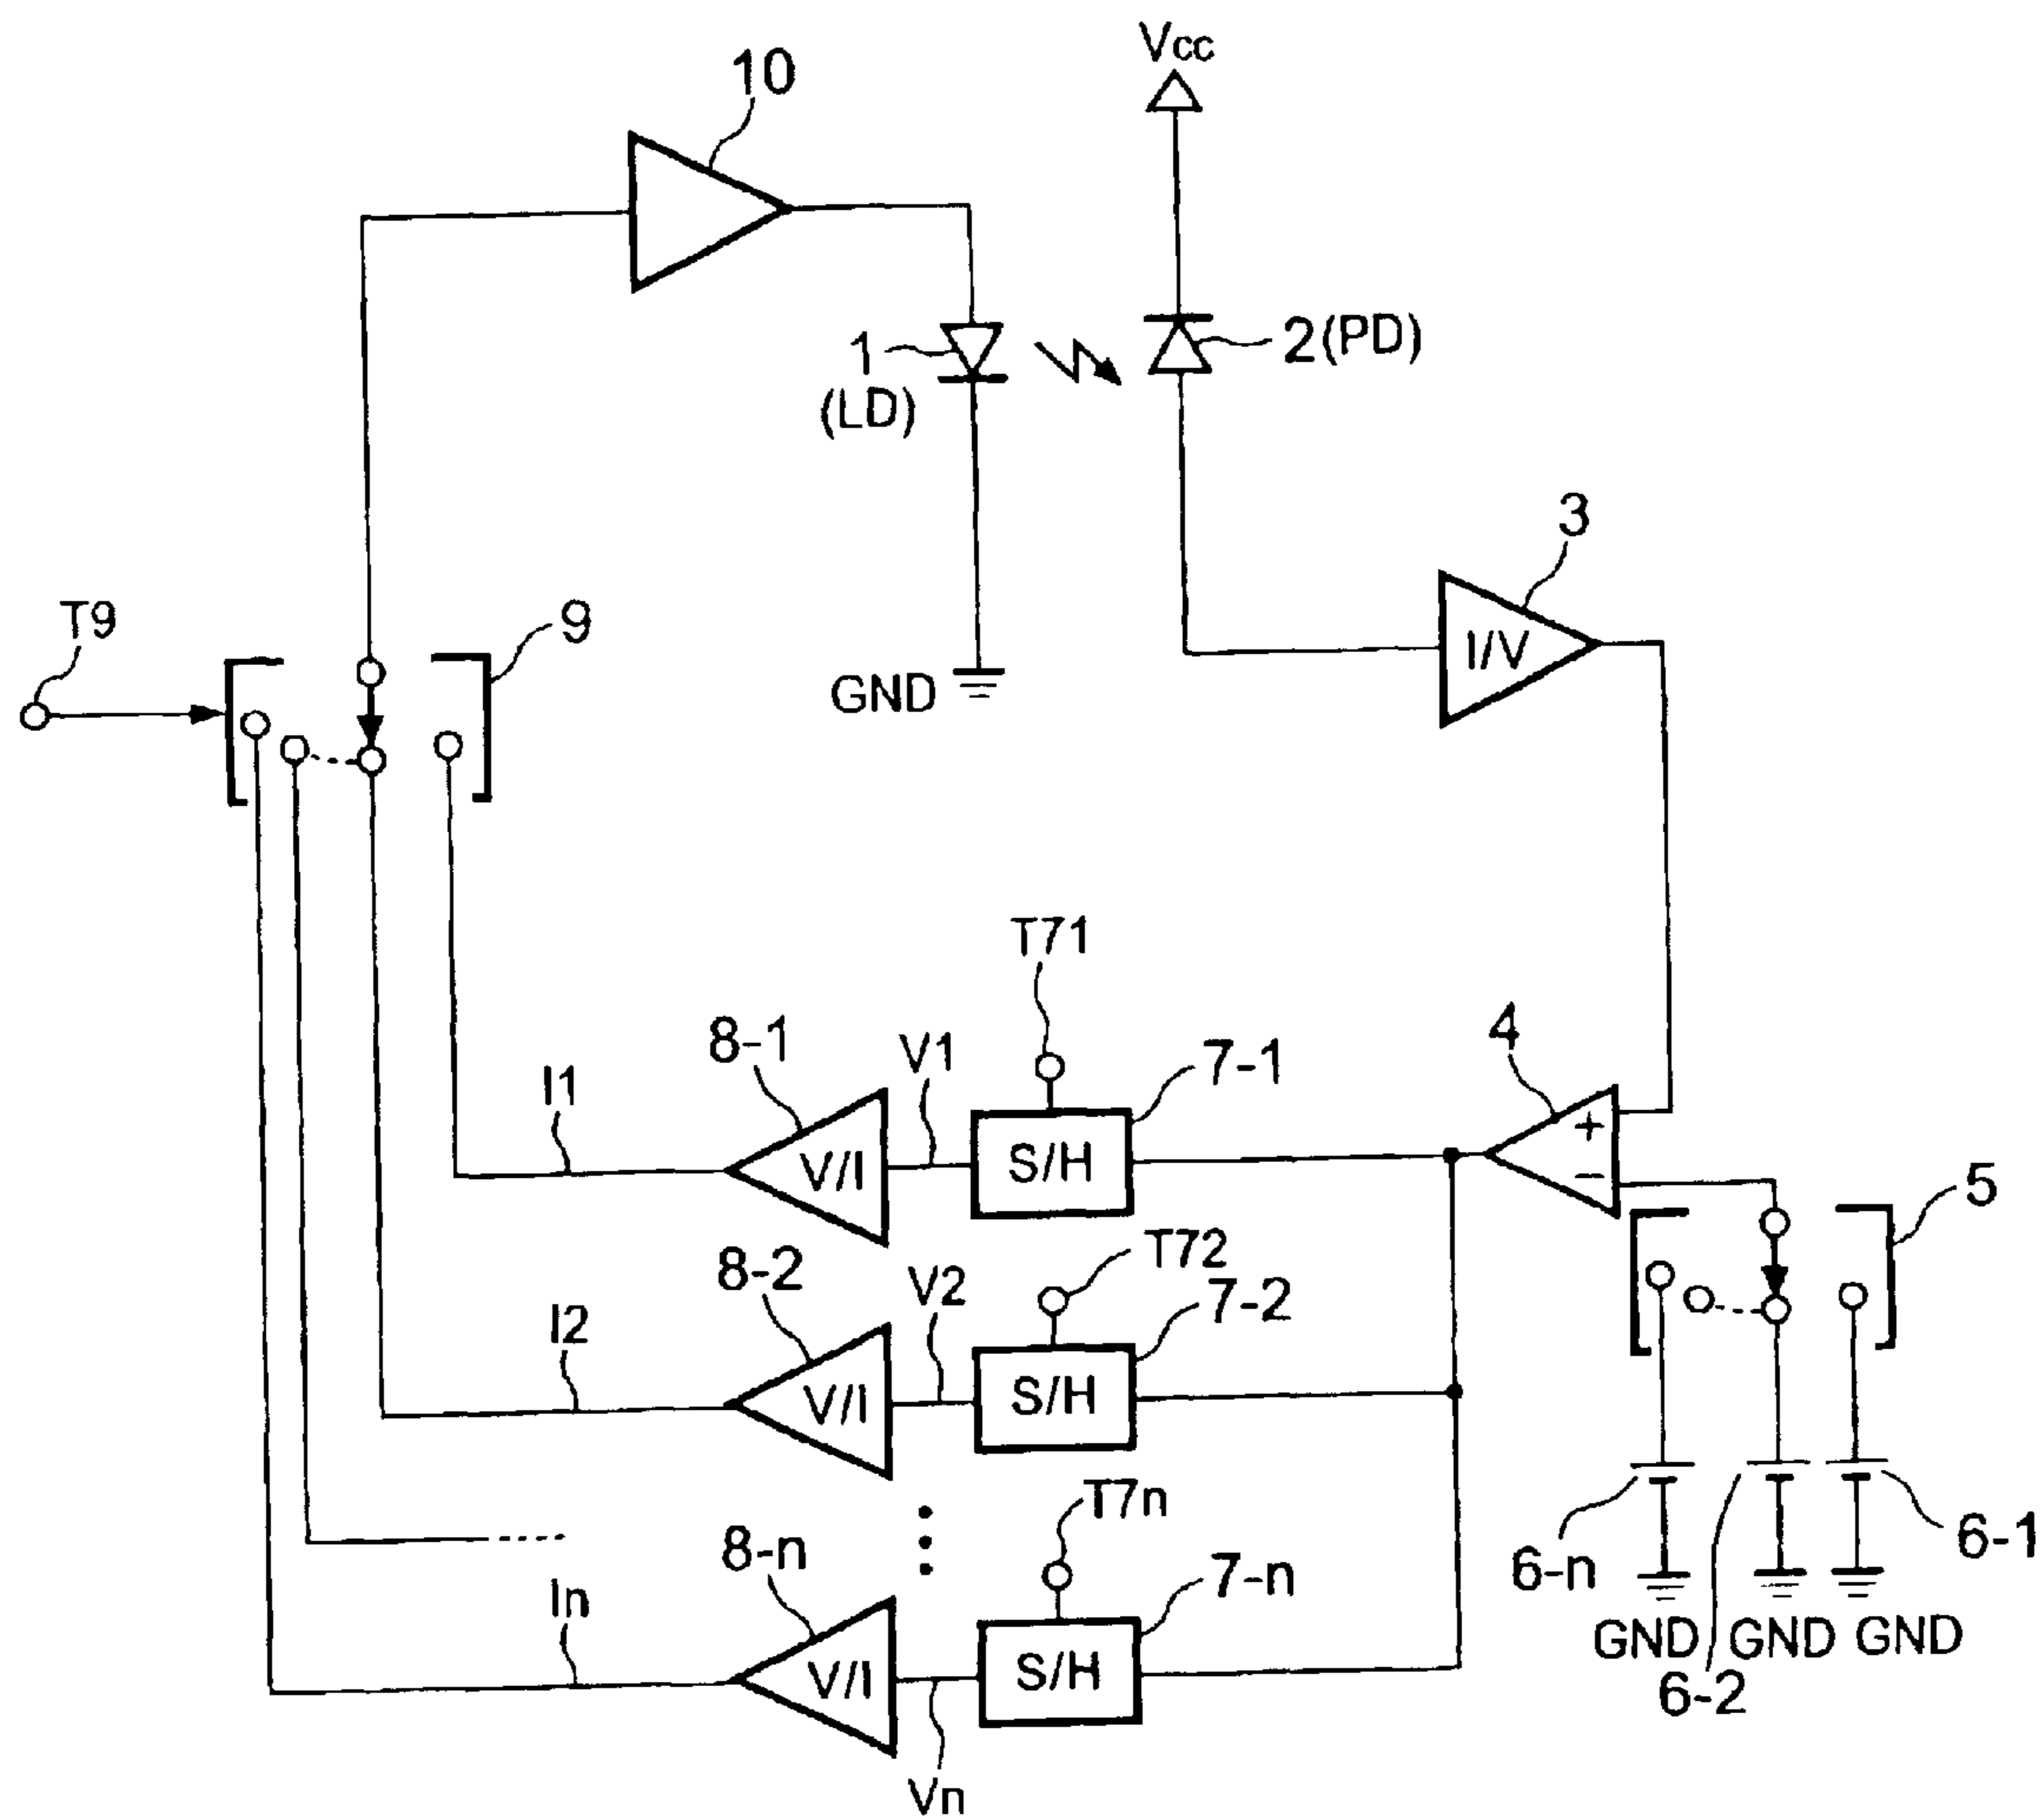 Vcc
10
2(PD)
1
(LD)
3
I/V
T9
9
GND
T71
4
8-1
V1
7-1
I1
+
V/I
S/H
−
5
T72
8-2
V2
7-2
I2
V/I
S/H
T7n
8-n
7-n
6-n
6-1
In
GND
GND
GND
V/I
S/H
6-2
Vn